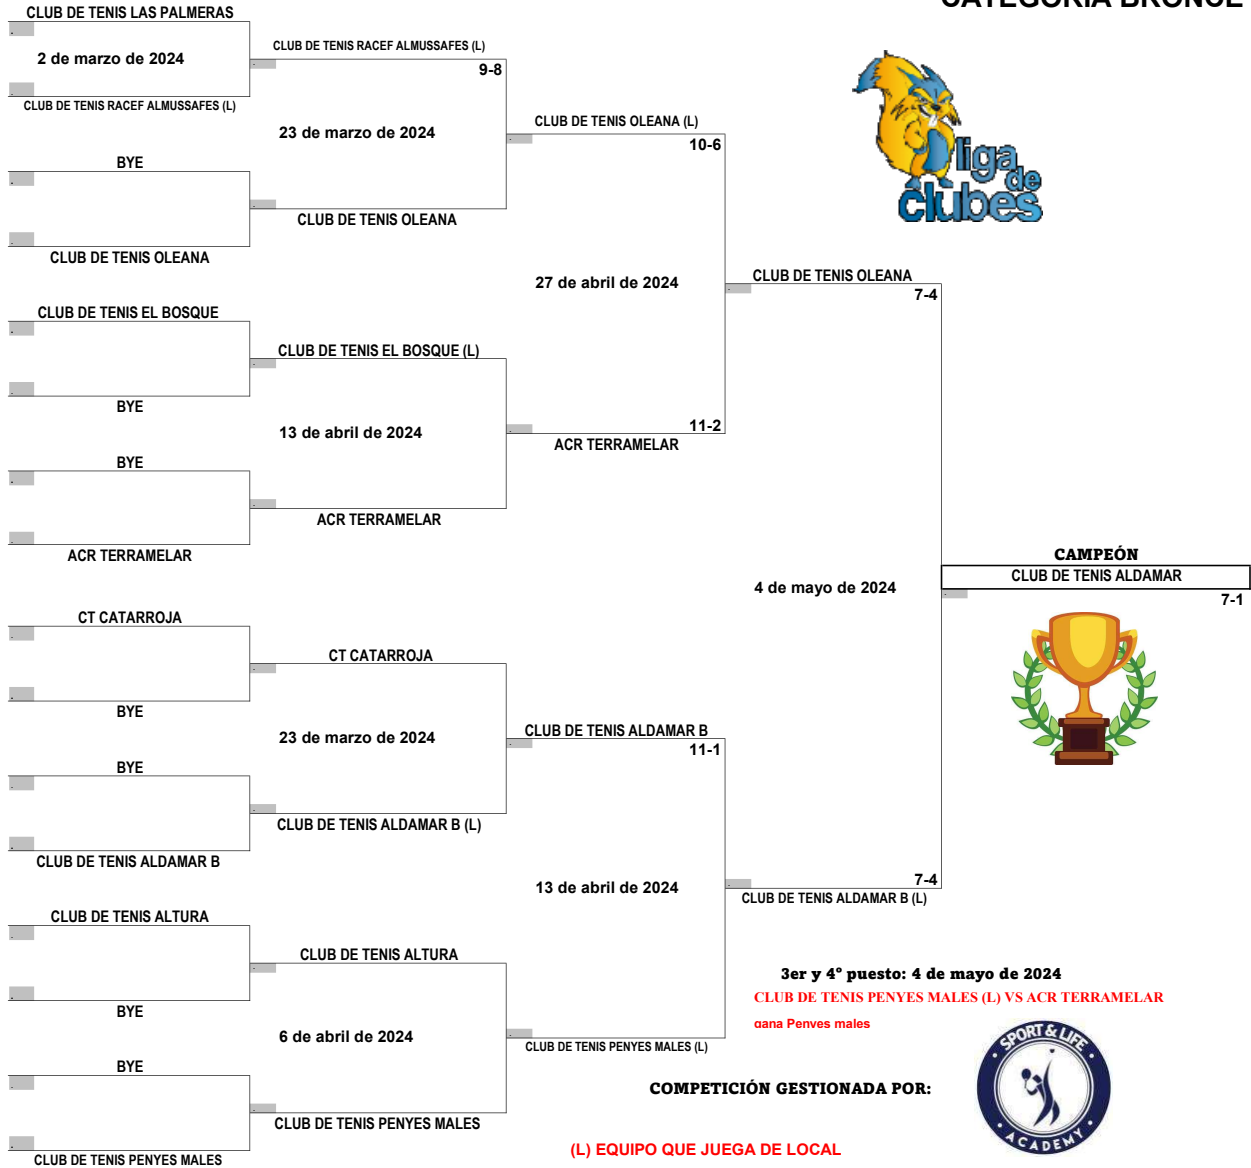 CATEGORÍA BRONCE
CLUB DE TENIS LAS PALMERAS
2 de marzo de 2024
CLUB DE TENIS RACEF ALMUSSAFES (L)
CLUB DE TENIS RACEF ALMUSSAFES (L)
9-8
23 de marzo de 2024
BYE
CLUB DE TENIS OLEANA
CLUB DE TENIS OLEANA
CLUB DE TENIS OLEANA (L)
10-6
liga de clubes
27 de abril de 2024
CLUB DE TENIS OLEANA
7-4
CLUB DE TENIS EL BOSQUE
BYE
CLUB DE TENIS EL BOSQUE (L)
13 de abril de 2024
11-2
ACR TERRAMELAR
BYE
ACR TERRAMELAR
ACR TERRAMELAR
4 de mayo de 2024
CAMPEÓN
CLUB DE TENIS ALDAMAR
7-1
CT CATARROJA
BYE
CT CATARROJA
23 de marzo de 2024
CLUB DE TENIS ALDAMAR B
11-1
BYE
CLUB DE TENIS ALDAMAR B
CLUB DE TENIS ALDAMAR B (L)
13 de abril de 2024
7-4
CLUB DE TENIS ALDAMAR B (L)
CLUB DE TENIS ALTURA
BYE
CLUB DE TENIS ALTURA
6 de abril de 2024
CLUB DE TENIS PENYES MALES (L)
BYE
CLUB DE TENIS PENYES MALES
CLUB DE TENIS PENYES MALES
3er y 4º puesto: 4 de mayo de 2024
CLUB DE TENIS PENYES MALES (L) VS ACR TERRAMELAR
gana Penyes males
COMPETICIÓN GESTIONADA POR:
SPORT & LIFE
ACADEMY
(L) EQUIPO QUE JUEGA DE LOCAL